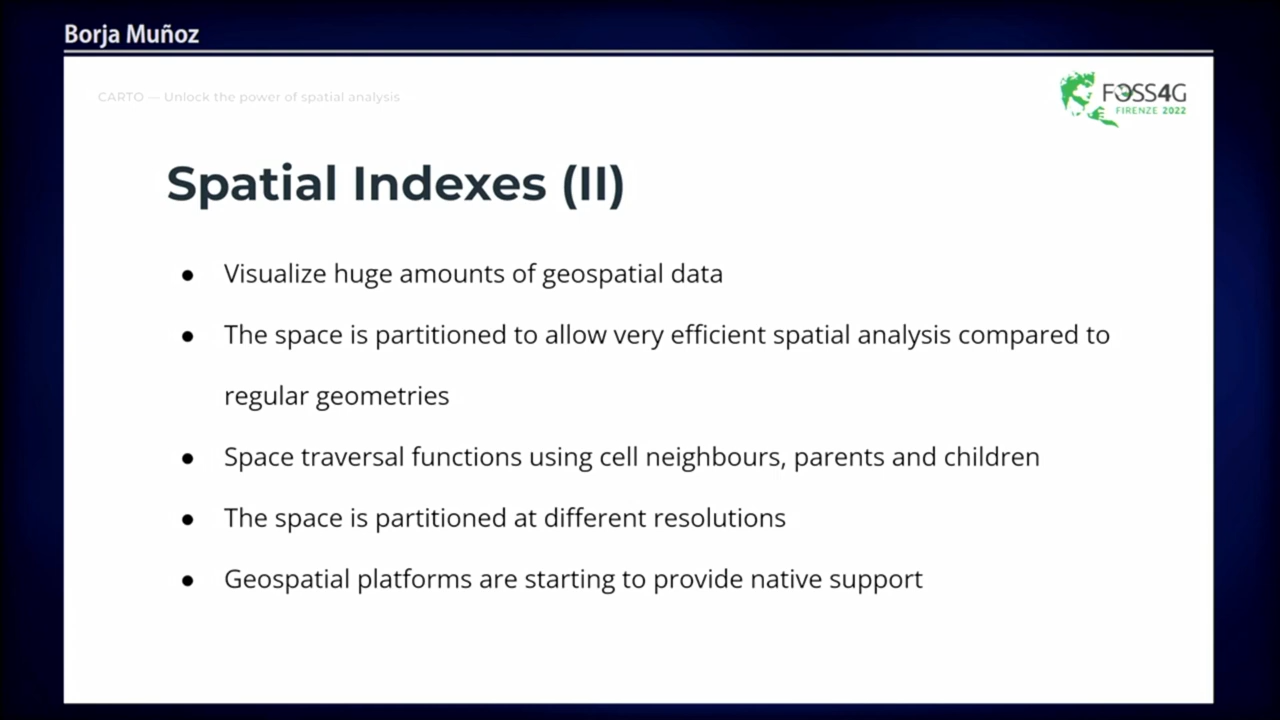 Borja Muñoz
CARTO — Unlock the power of spatial analysis
FOSS4G
FIRENZE 2022
Spatial Indexes (II)
● Visualize huge amounts of geospatial data
● The space is partitioned to allow very efficient spatial analysis compared to
regular geometries
● Space traversal functions using cell neighbours, parents and children
● The space is partitioned at different resolutions
● Geospatial platforms are starting to provide native support